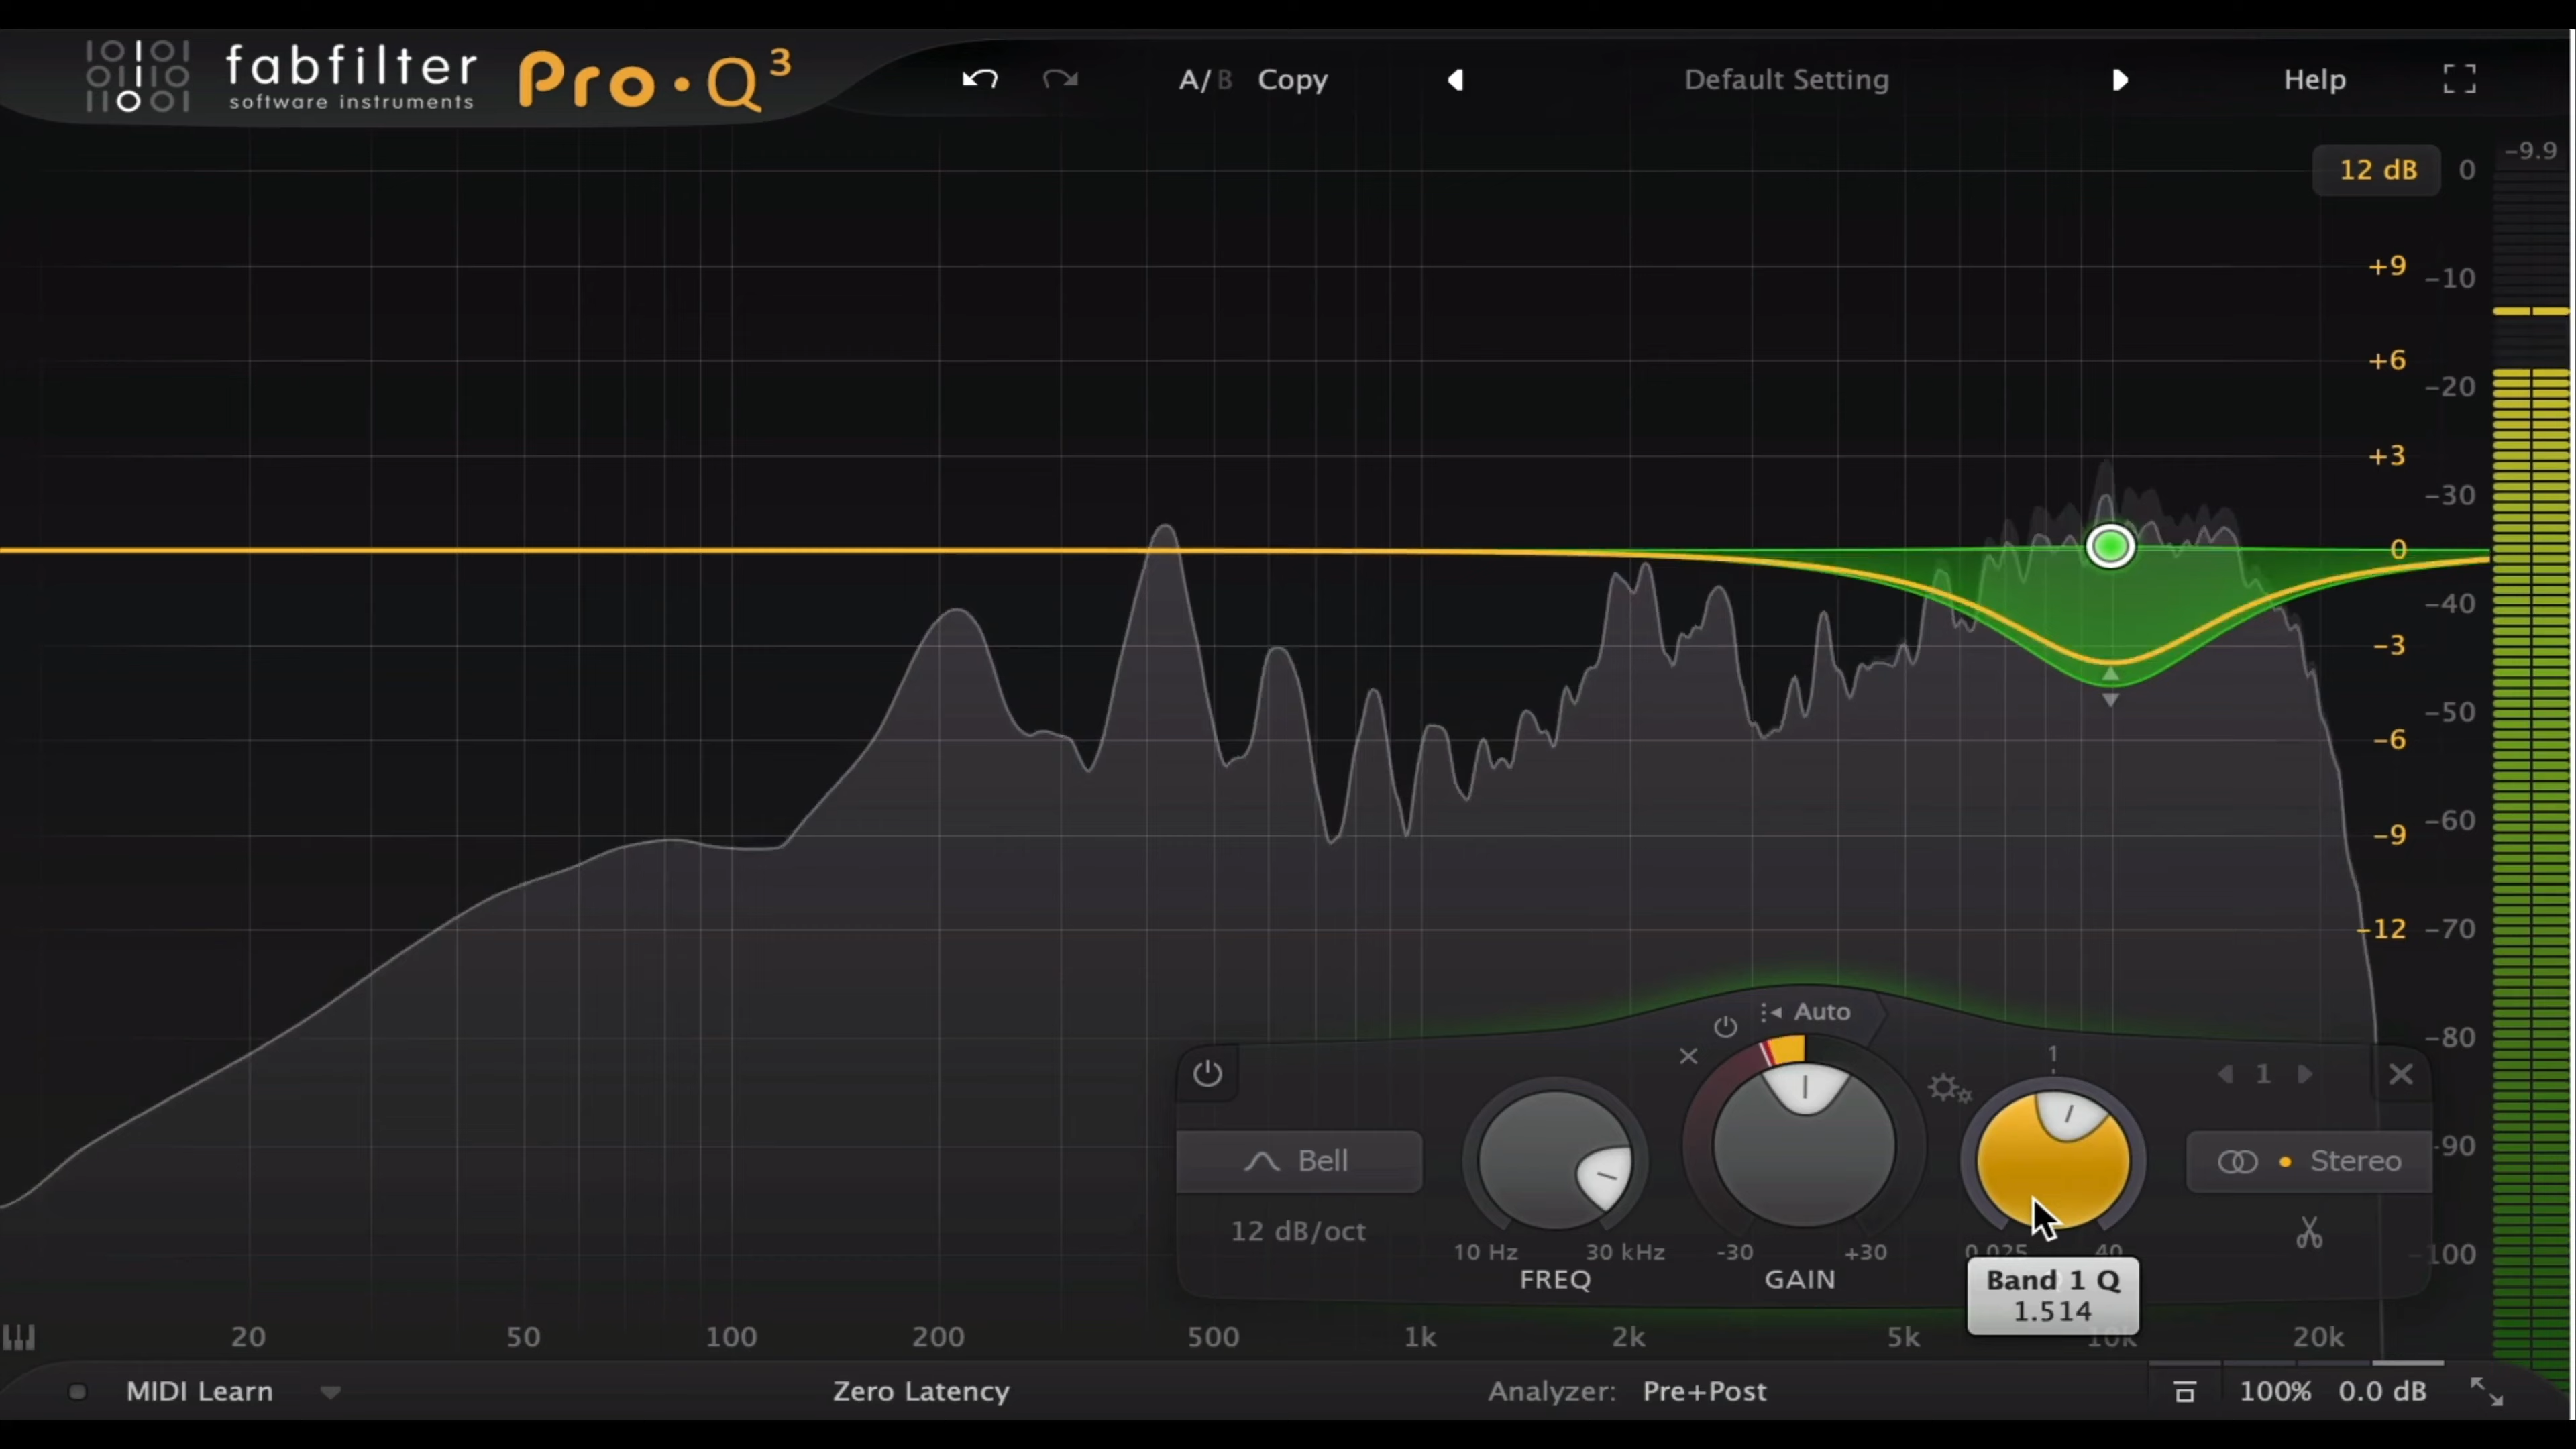 fabfilter
software instruments
Pro·Q³
A/B Copy
Default Setting
Help
12 dB
0
-9.9
+9
-10
+6
-20
+3
-30
0
-40
-3
-50
-6
-60
-9
-12
-70
-80
Auto
1
1
Bell
Stereo
-90
12 dB/oct
10 Hz 30 kHz
-30 +30
0.025 40
-100
FREQ
GAIN
Band 1 Q
1.514
20 50 100 200 500 1k 2k 5k 10k 20k
MIDI Learn
Zero Latency
Analyzer: Pre+Post
100% 0.0 dB